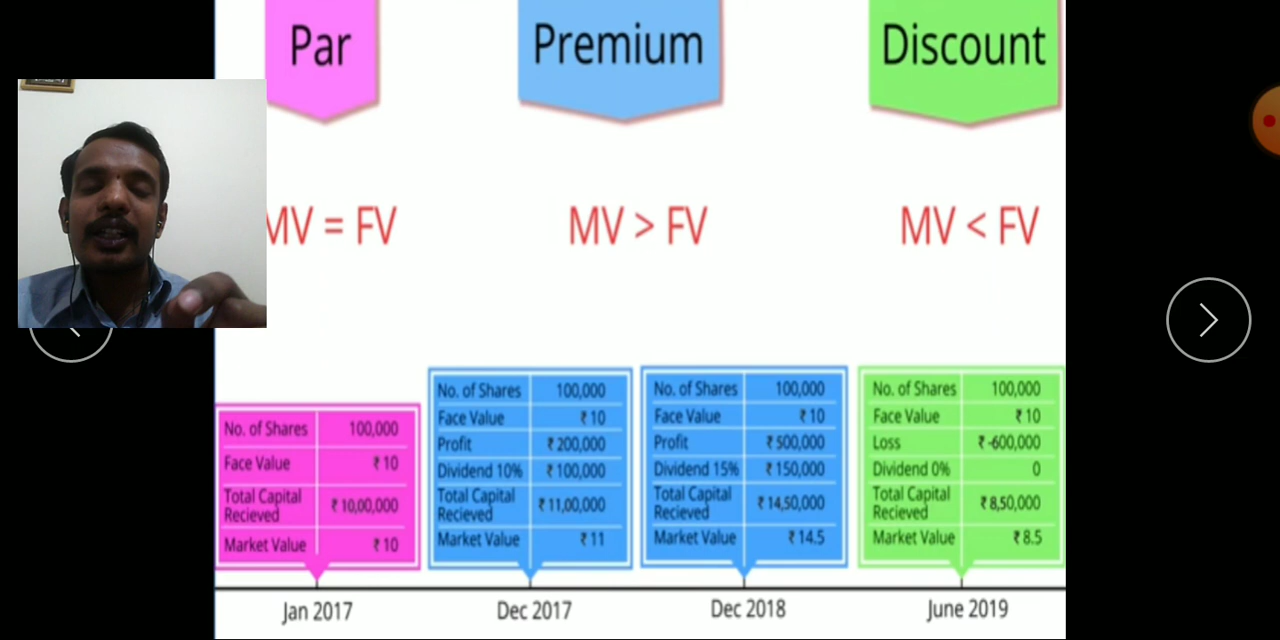 Par
Premium
Discount
MV = FV
MV > FV
MV < FV
No. of Shares 100,000
Face Value ₹ 10
Total Capital
Recieved ₹ 10,00,000
Market Value ₹ 10
Jan 2017
No. of Shares 100,000
Face Value ₹ 10
Profit ₹ 200,000
Dividend 10% ₹ 100,000
Total Capital
Recieved ₹ 11,00,000
Market Value ₹ 11
Dec 2017
No. of Shares 100,000
Face Value ₹ 10
Profit ₹ 500,000
Dividend 15% ₹ 150,000
Total Capital
Recieved ₹ 14,50,000
Market Value ₹ 14.5
Dec 2018
No. of Shares 100,000
Face Value ₹ 10
Loss ₹ -600,000
Dividend 0% 0
Total Capital
Recieved ₹ 8,50,000
Market Value ₹ 8.5
June 2019